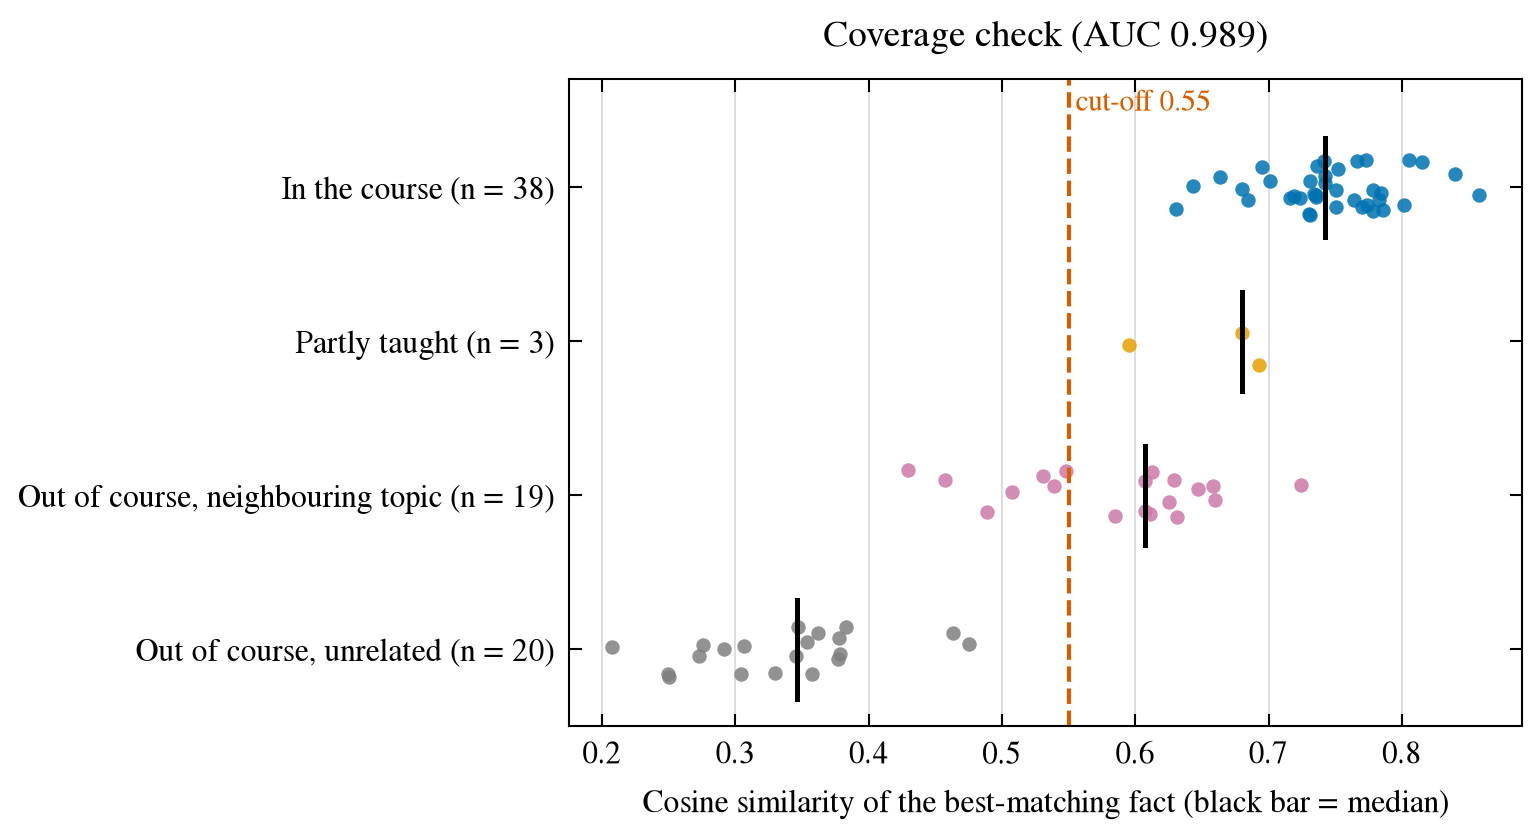 Coverage check (AUC 0.989)
cut-off 0.55
In the course (n = 38)
Partly taught (n = 3)
Out of course, neighbouring topic (n = 19)
Out of course, unrelated (n = 20)
0.2 0.3 0.4 0.5 0.6 0.7 0.8
Cosine similarity of the best-matching fact (black bar = median)